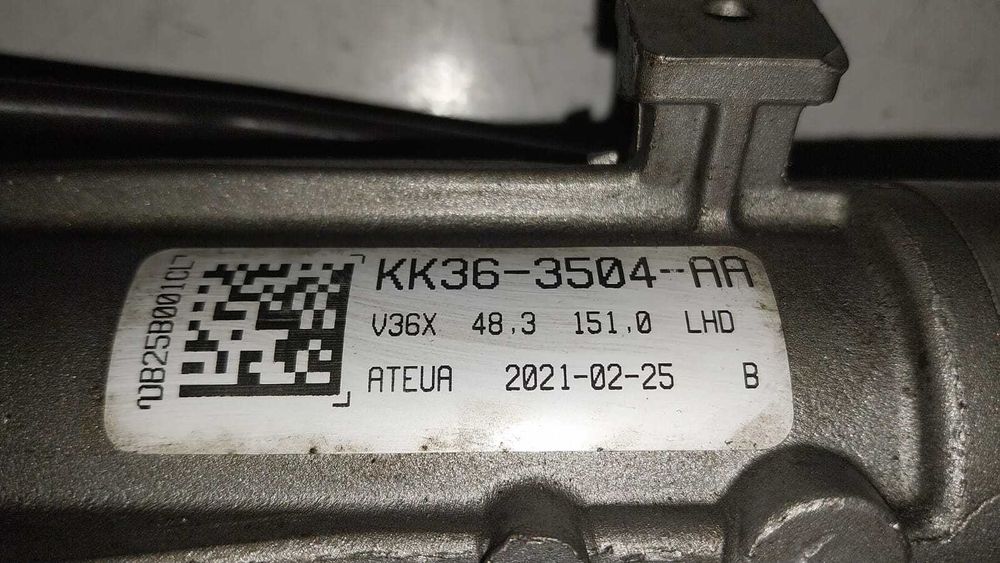 DB25B001CL
KK36-3504-AA
V36X 48,3 151,0 LHD
ATEUA 2021-02-25 B